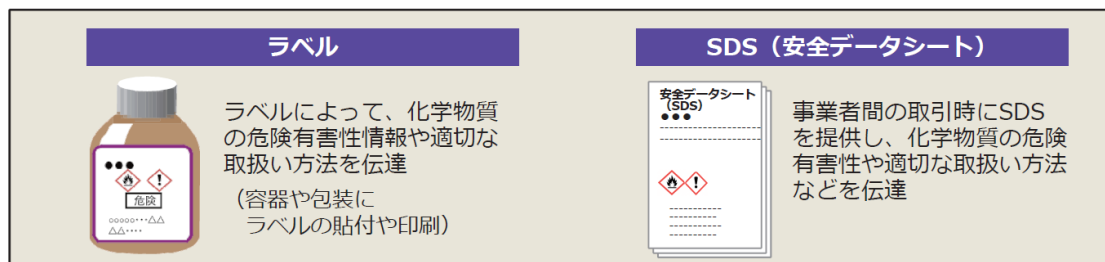 ラベル
ラベルによって、化学物質
の危険有害性情報や適切な
取扱い方法を伝達
（容器や包装に
ラベルの貼付や印刷）
●●●
危険
○○○○○…△△
△△‥‥
SDS（安全データシート）
安全データシート
（SDS）
●●●
事業者間の取引時にSDS
を提供し、化学物質の危険
有害性や適切な取扱い方法
などを伝達